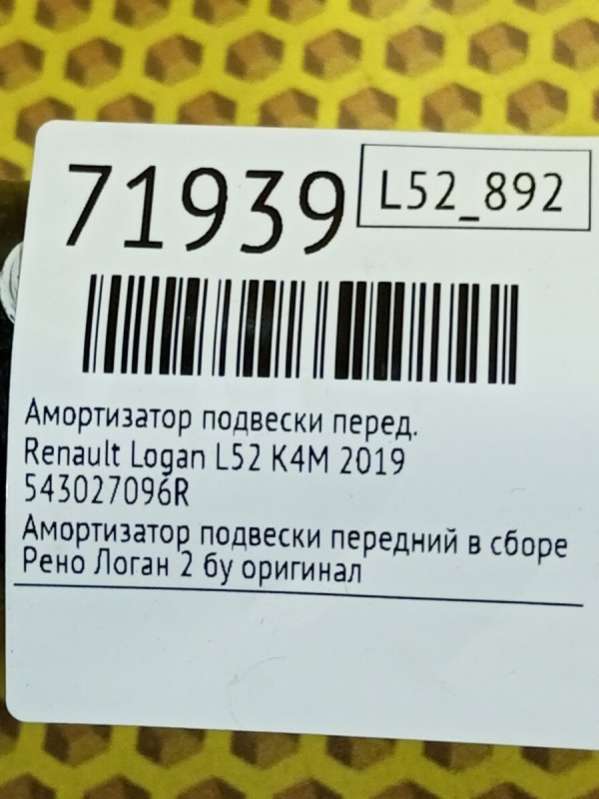 71939
L52_892
Амортизатор подвески перед.
Renault Logan L52 K4M 2019
543027096R
Амортизатор подвески передний в сборе
Рено Логан 2 бу оригинал